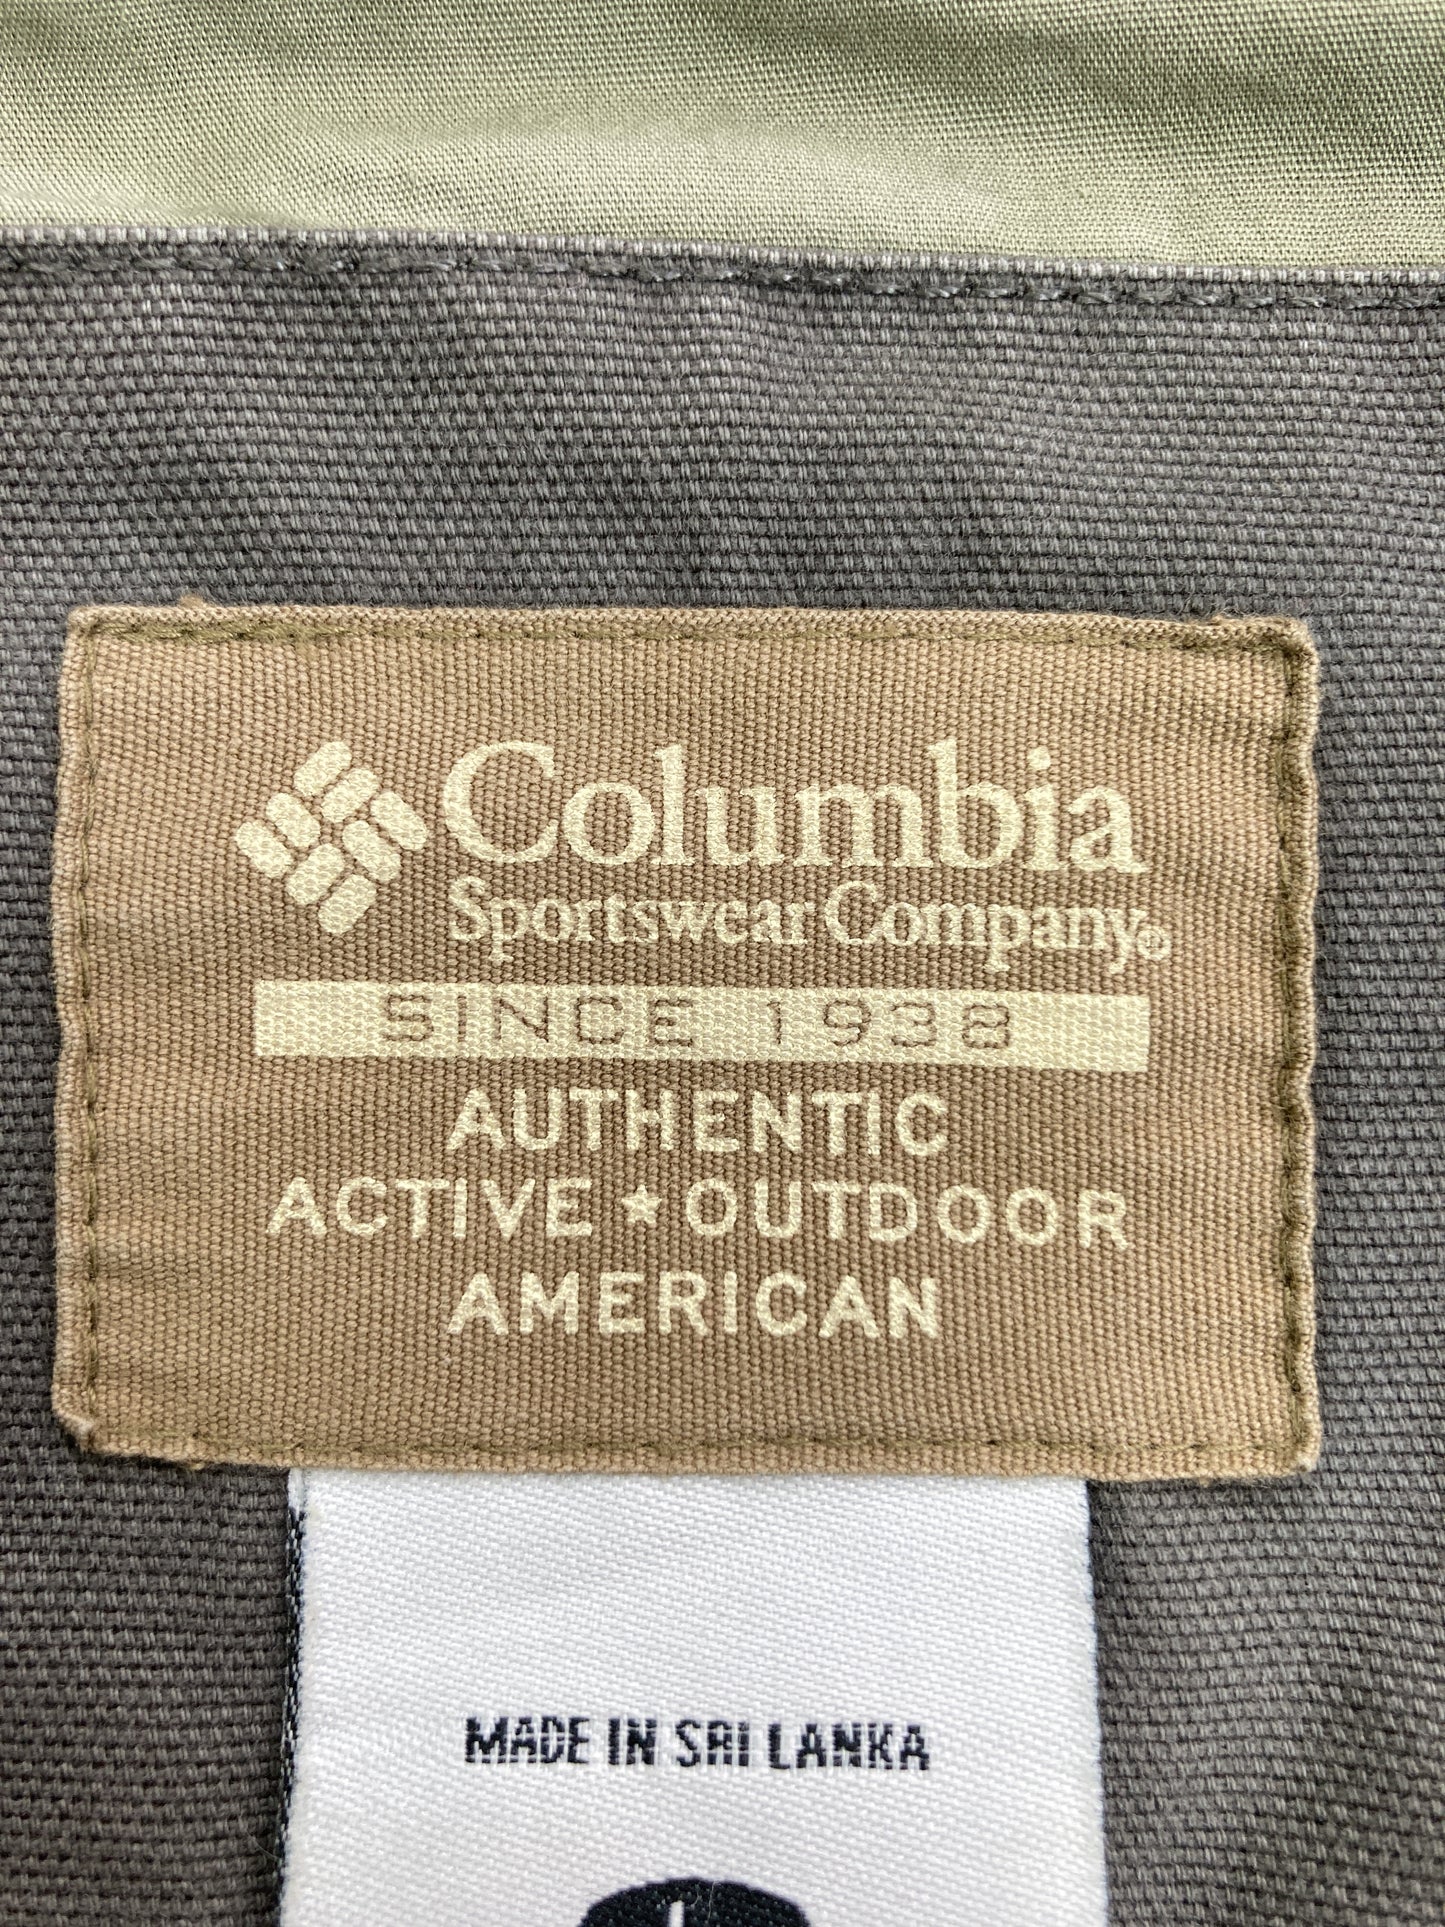 Columbia
Sportswear Company®
SINCE 1938
AUTHENTIC
ACTIVE★OUTDOOR
AMERICAN
MADE IN SRI LANKA